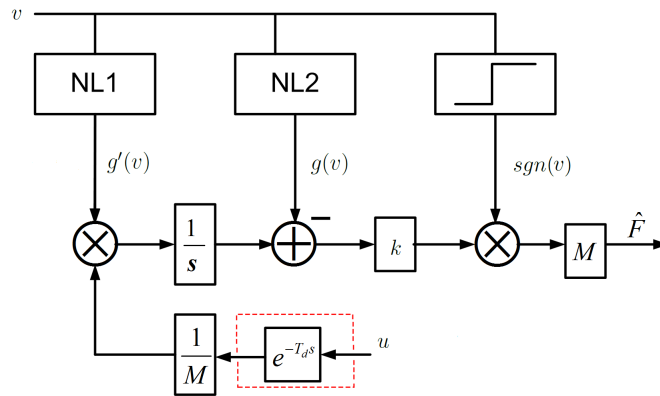 v
NL1
NL2
g′(v)
g(v)
sgn(v)
1
s
−
k
M
F̂
1
M
e^{−T_d s}
u